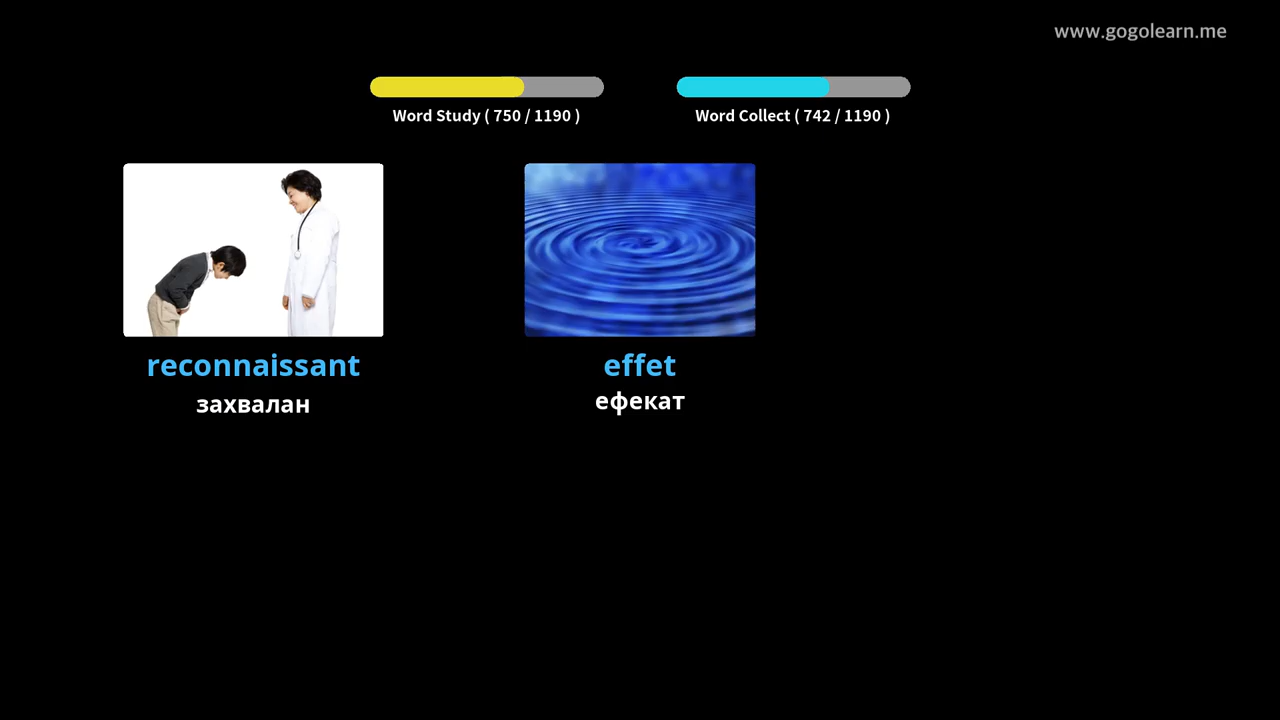 www.gogolearn.me
Word Study ( 750 / 1190 )
Word Collect ( 742 / 1190 )
reconnaissant
захвалан
effet
ефекат